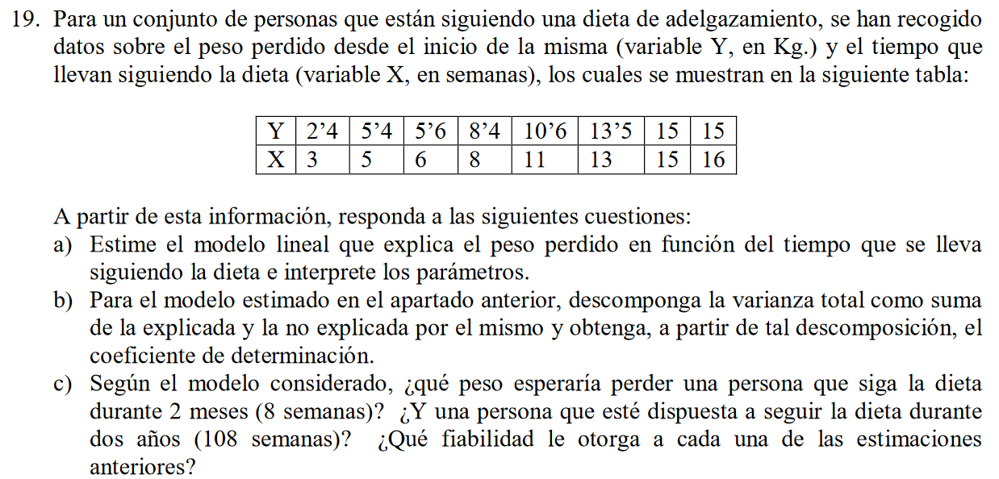 19. Para un conjunto de personas que están siguiendo una dieta de adelgazamiento, se han recogido
datos sobre el peso perdido desde el inicio de la misma (variable Y, en Kg.) y el tiempo que
llevan siguiendo la dieta (variable X, en semanas), los cuales se muestran en la siguiente tabla:
Y 2’4 5’4 5’6 8’4 10’6 13’5 15 15
X 3 5 6 8 11 13 15 16
A partir de esta información, responda a las siguientes cuestiones:
a) Estime el modelo lineal que explica el peso perdido en función del tiempo que se lleva
siguiendo la dieta e interprete los parámetros.
b) Para el modelo estimado en el apartado anterior, descomponga la varianza total como suma
de la explicada y la no explicada por el mismo y obtenga, a partir de tal descomposición, el
coeficiente de determinación.
c) Según el modelo considerado, ¿qué peso esperaría perder una persona que siga la dieta
durante 2 meses (8 semanas)? ¿Y una persona que esté dispuesta a seguir la dieta durante
dos años (108 semanas)? ¿Qué fiabilidad le otorga a cada una de las estimaciones
anteriores?